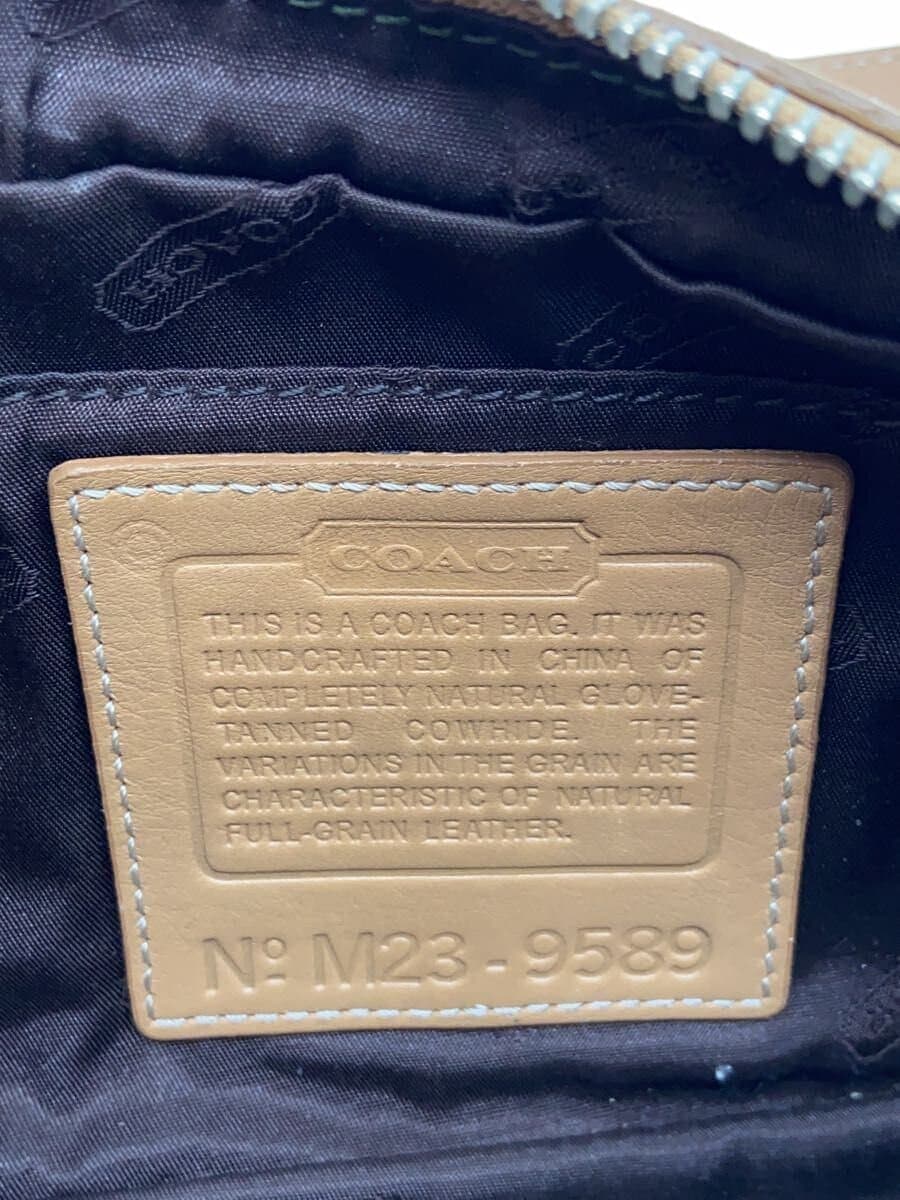 COACH
COACH
THIS IS A COACH BAG. IT WAS
HANDCRAFTED IN CHINA OF
COMPLETELY NATURAL GLOVE-
TANNED COWHIDE. THE
VARIATIONS IN THE GRAIN ARE
CHARACTERISTIC OF NATURAL
FULL-GRAIN LEATHER.
Nº M23-9589